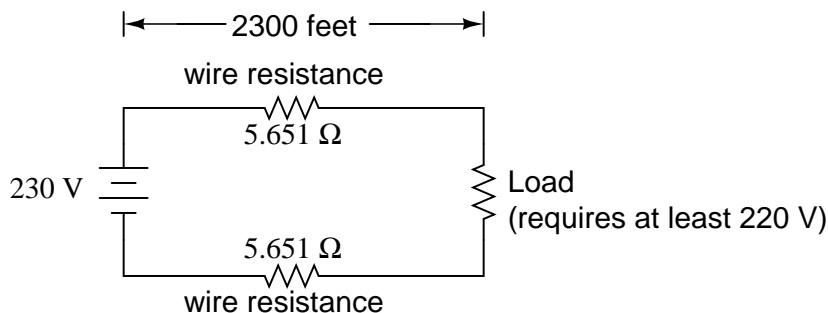 2300 feet
wire resistance
5.651 Ω
230 V
Load
(requires at least 220 V)
5.651 Ω
wire resistance